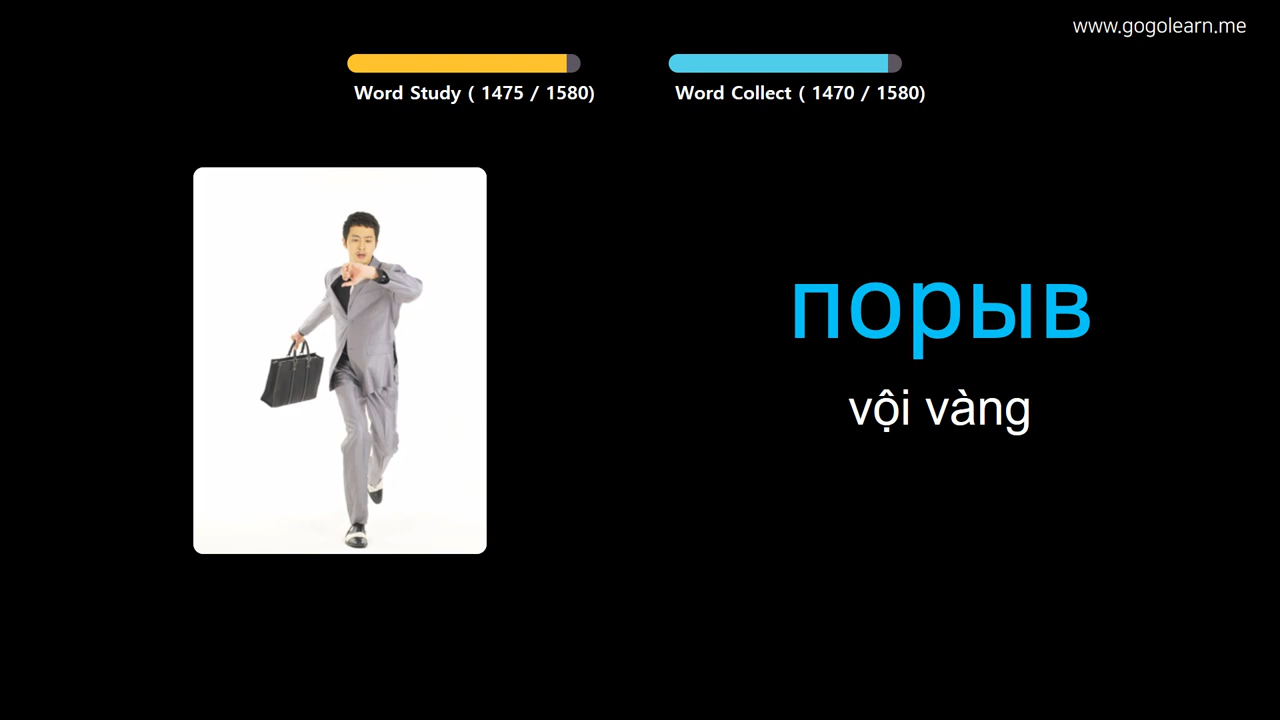 www.gogolearn.me
Word Study ( 1475 / 1580)
Word Collect ( 1470 / 1580)
порыв
vội vàng